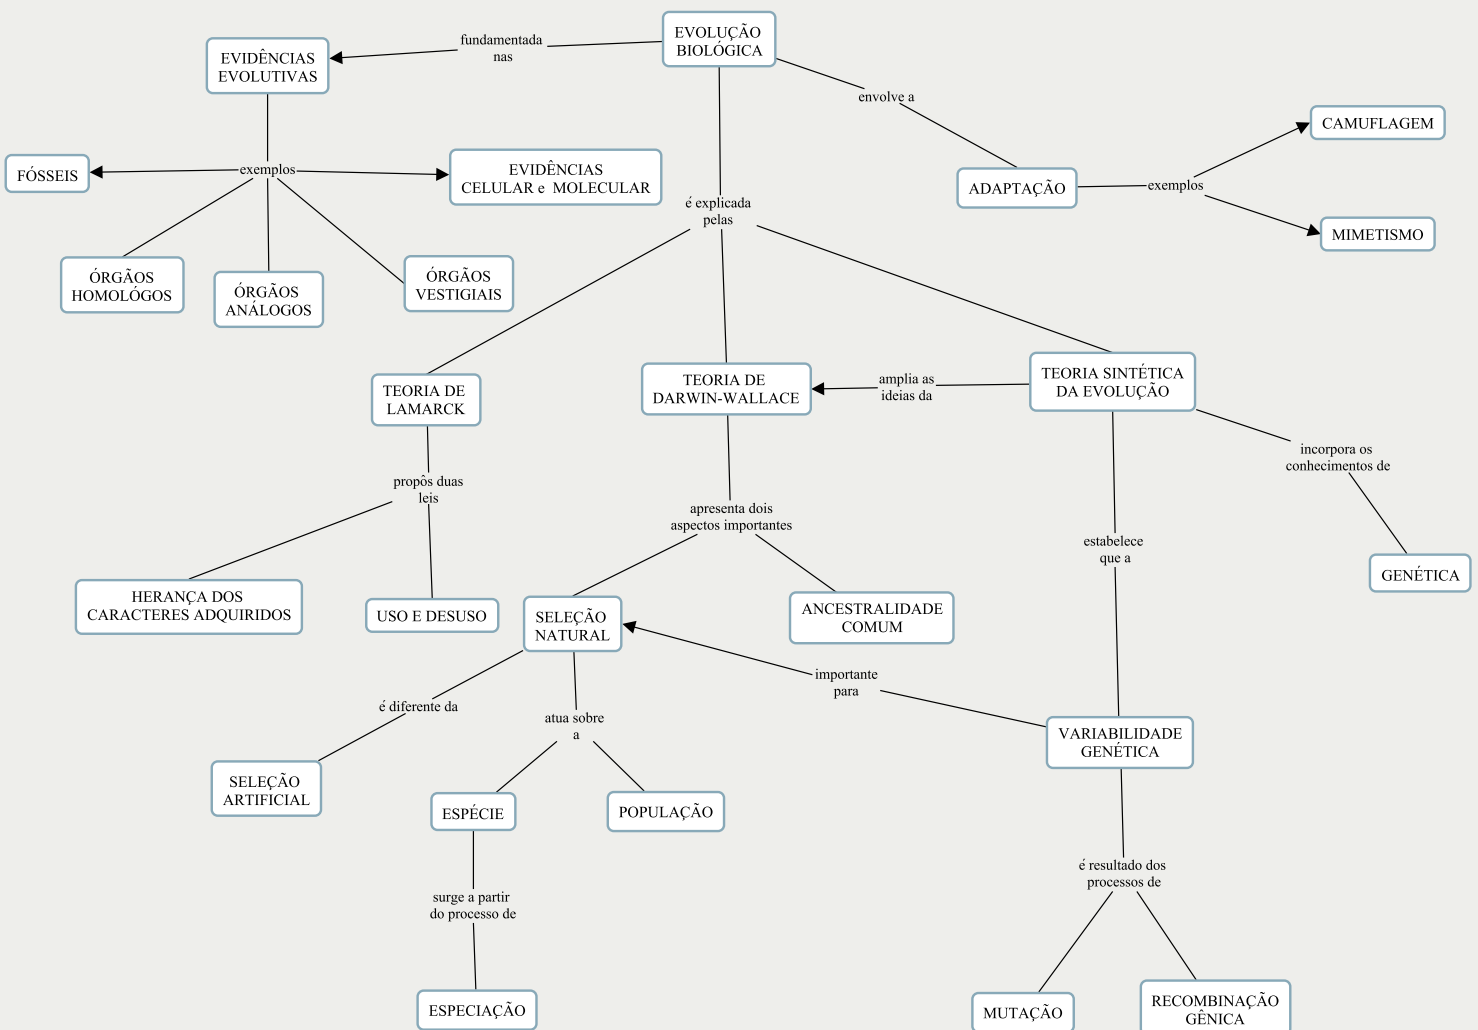 EVOLUÇÃO
BIOLÓGICA
fundamentada
nas
EVIDÊNCIAS
EVOLUTIVAS
envolve a
CAMUFLAGEM
exemplos
FÓSSEIS
EVIDÊNCIAS
CELULAR e  MOLECULAR
ADAPTAÇÃO
exemplos
é explicada
pelas
MIMETISMO
ÓRGÃOS
HOMOLÓGOS
ÓRGÃOS
ANÁLOGOS
ÓRGÃOS
VESTIGIAIS
TEORIA DE
LAMARCK
TEORIA DE
DARWIN-WALLACE
amplia as
ideias da
TEORIA SINTÉTICA
DA EVOLUÇÃO
incorpora os
conhecimentos de
propôs duas
leis
apresenta dois
aspectos importantes
estabelece
que a
GENÉTICA
HERANÇA DOS
CARACTERES ADQUIRIDOS
USO E DESUSO
SELEÇÃO
NATURAL
ANCESTRALIDADE
COMUM
importante
para
é diferente da
atua sobre
a
VARIABILIDADE
GENÉTICA
SELEÇÃO
ARTIFICIAL
ESPÉCIE
POPULAÇÃO
é resultado dos
processos de
surge a partir
do processo de
ESPECIAÇÃO
MUTAÇÃO
RECOMBINAÇÃO
GÊNICA